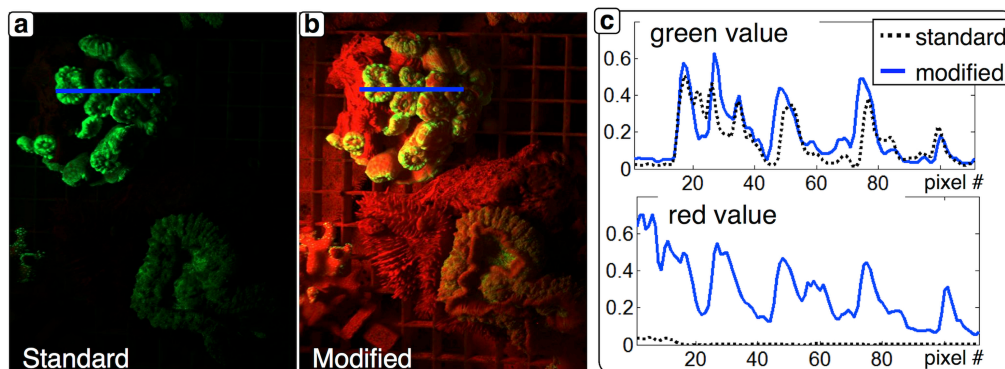 a
Standard
b
Modified
c
green value
standard
modified
0.6
0.4
0.2
0
20 40 60 80
pixel #
red value
0.6
0.4
0.2
0
20 40 60 80
pixel #